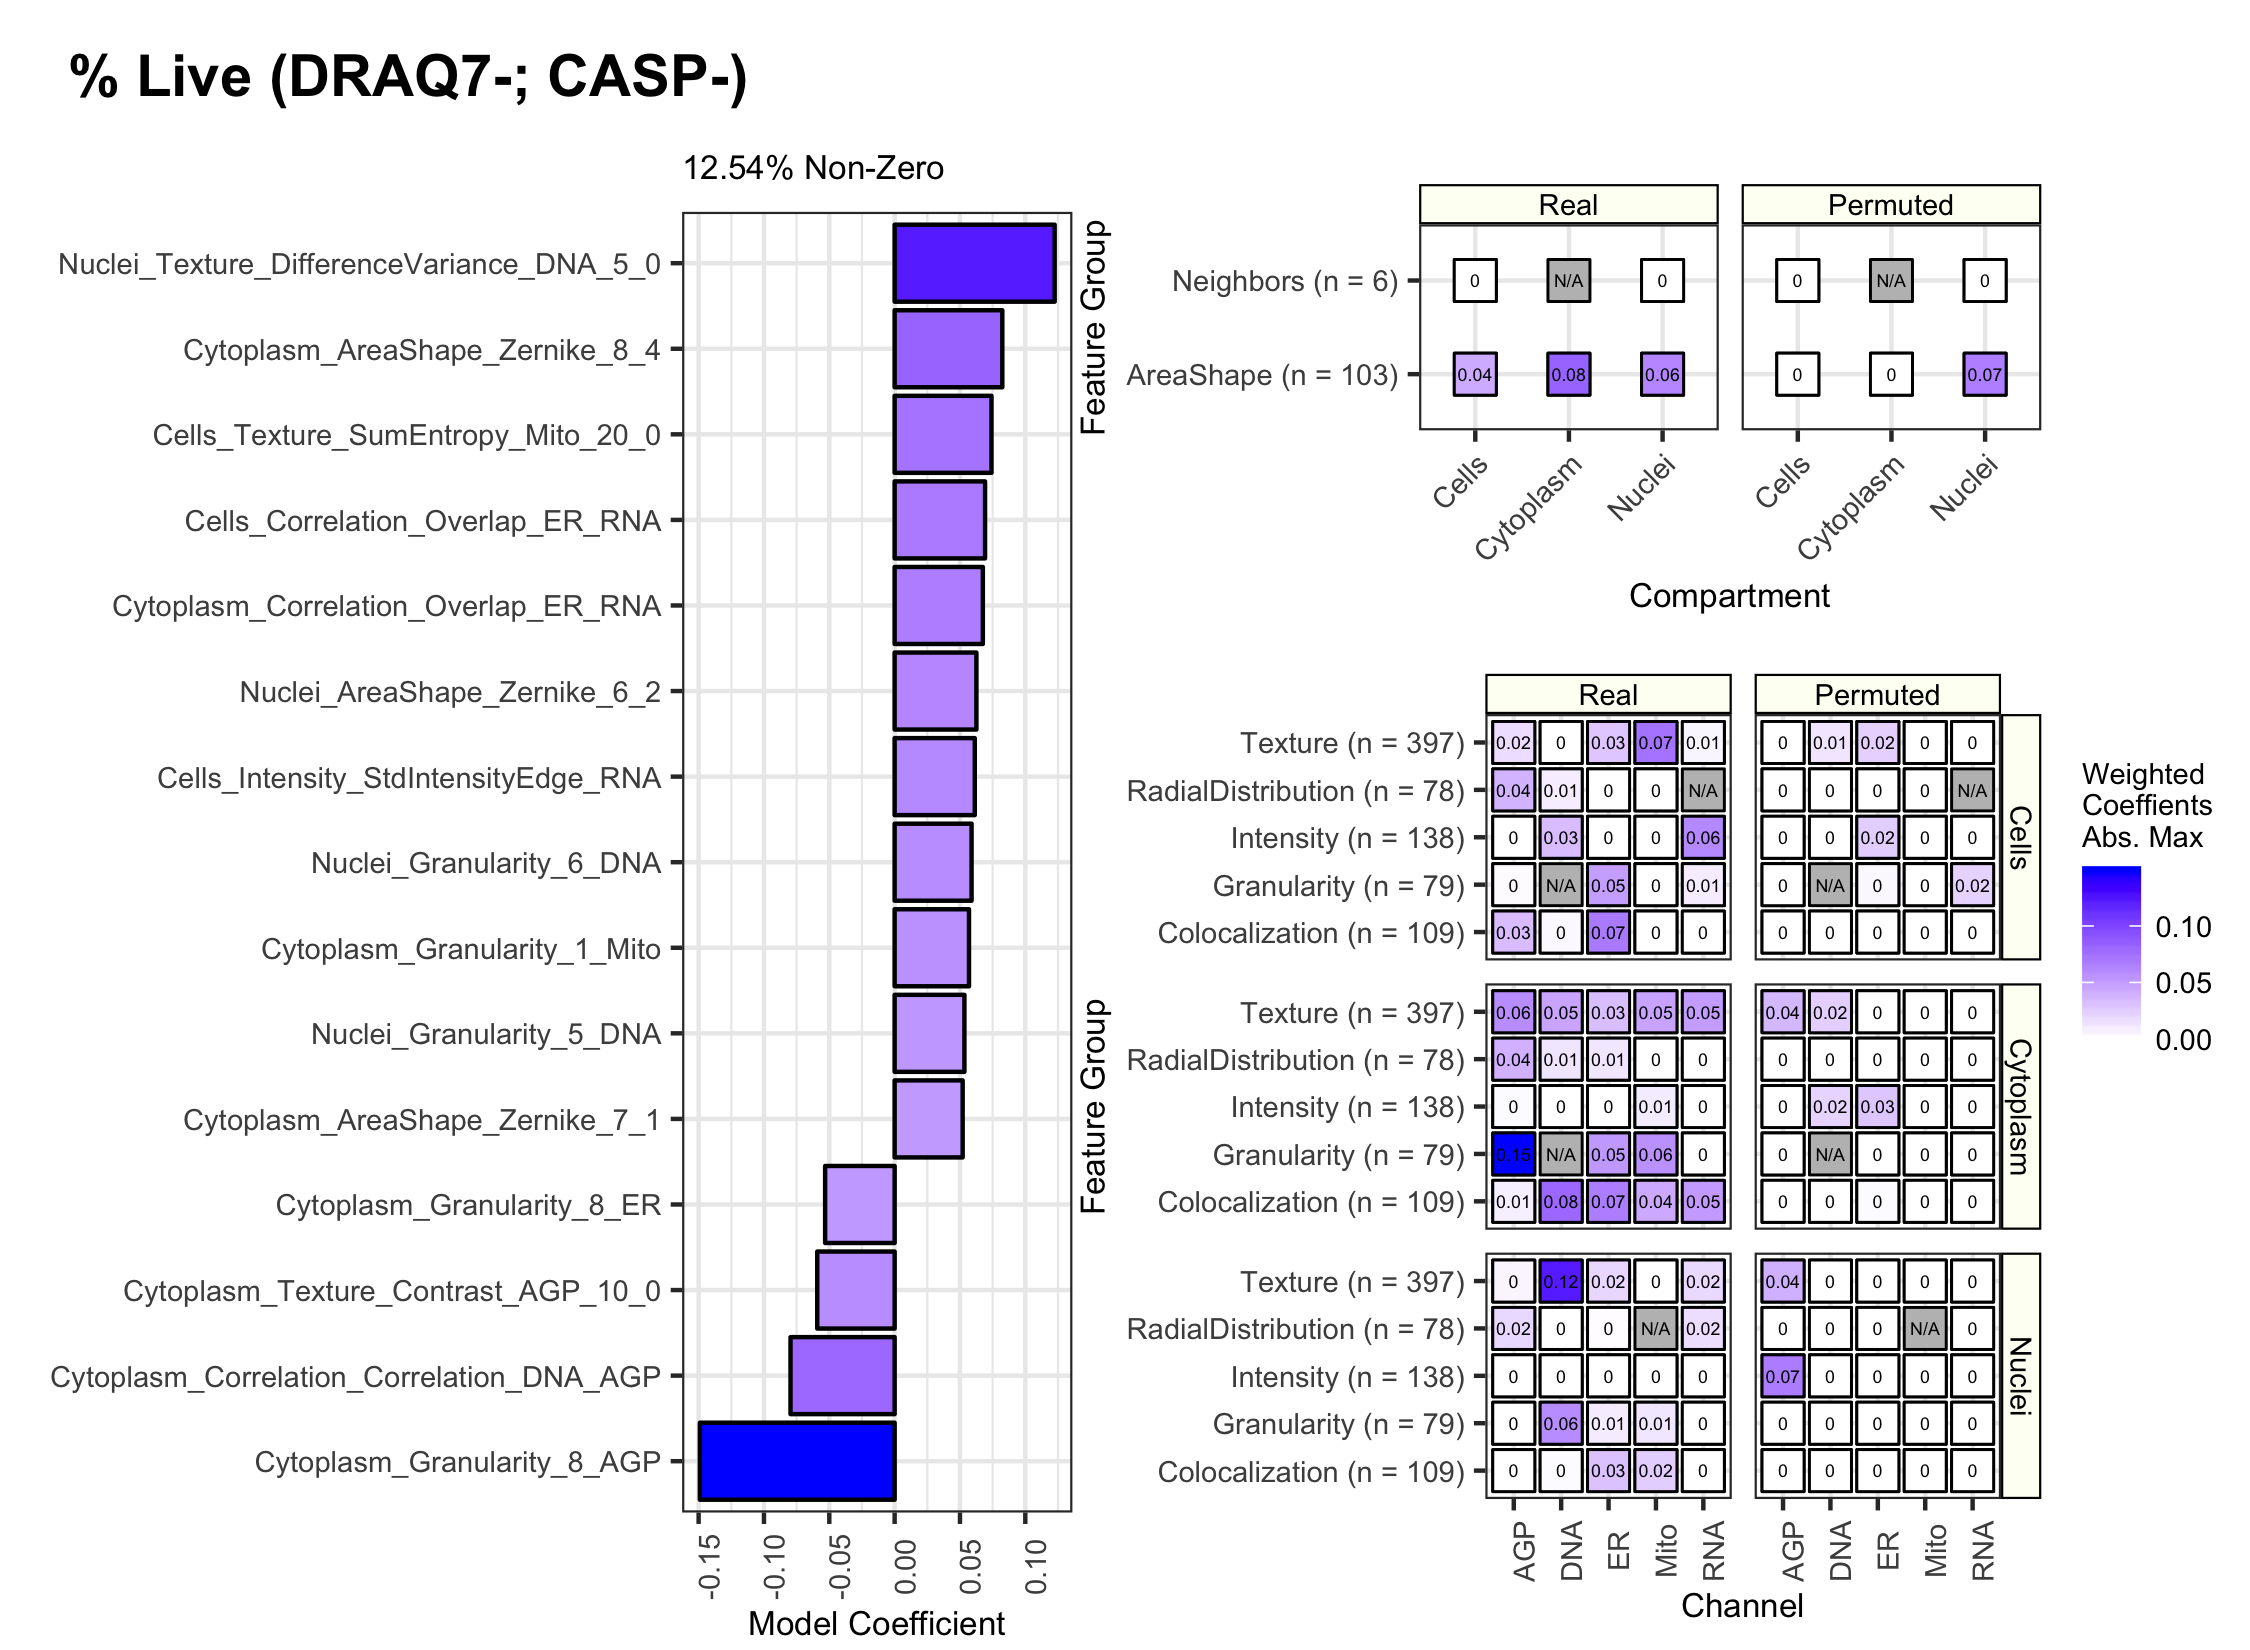 % Live (DRAQ7-; CASP-)
12.54% Non-Zero
Nuclei_Texture_DifferenceVariance_DNA_5_0
Cytoplasm_AreaShape_Zernike_8_4
Cells_Texture_SumEntropy_Mito_20_0
Cells_Correlation_Overlap_ER_RNA
Cytoplasm_Correlation_Overlap_ER_RNA
Nuclei_AreaShape_Zernike_6_2
Cells_Intensity_StdIntensityEdge_RNA
Nuclei_Granularity_6_DNA
Cytoplasm_Granularity_1_Mito
Nuclei_Granularity_5_DNA
Cytoplasm_AreaShape_Zernike_7_1
Cytoplasm_Granularity_8_ER
Cytoplasm_Texture_Contrast_AGP_10_0
Cytoplasm_Correlation_Correlation_DNA_AGP
Cytoplasm_Granularity_8_AGP
-0.15 -0.10 -0.05 0.00 0.05 0.10
Model Coefficient
Feature Group
Real Permuted
Neighbors (n = 6) 0 N/A 0 0 N/A 0
AreaShape (n = 103) 0.04 0.08 0.06 0 0 0.07
Cells Cytoplasm Nuclei Cells Cytoplasm Nuclei
Compartment
Feature Group
Real Permuted
Texture (n = 397) 0.02 0 0.03 0.07 0.01 0 0.01 0.02 0 0
RadialDistribution (n = 78) 0.04 0.01 0 0 N/A 0 0 0 0 N/A
Intensity (n = 138) 0 0.03 0 0 0.06 0 0 0.02 0 0
Granularity (n = 79) 0 N/A 0.05 0 0.01 0 N/A 0 0 0.02
Colocalization (n = 109) 0.03 0 0.07 0 0 0 0 0 0 0
Cells
Texture (n = 397) 0.06 0.05 0.03 0.05 0.05 0.04 0.02 0 0 0
RadialDistribution (n = 78) 0.04 0.01 0.01 0 0 0 0 0 0 0
Intensity (n = 138) 0 0 0 0.01 0 0 0.02 0.03 0 0
Granularity (n = 79) 0.15 N/A 0.05 0.06 0 0 N/A 0 0 0
Colocalization (n = 109) 0.01 0.08 0.07 0.04 0.05 0 0 0 0 0
Cytoplasm
Texture (n = 397) 0 0.12 0.02 0 0.02 0.04 0 0 0 0
RadialDistribution (n = 78) 0.02 0 0 N/A 0.02 0 0 0 N/A 0
Intensity (n = 138) 0 0 0 0 0 0.07 0 0 0 0
Granularity (n = 79) 0 0.06 0.01 0.01 0 0 0 0 0 0
Colocalization (n = 109) 0 0 0.03 0.02 0 0 0 0 0 0
Nuclei
AGP DNA ER Mito RNA AGP DNA ER Mito RNA
Channel
Weighted
Coeffients
Abs. Max
0.10
0.05
0.00